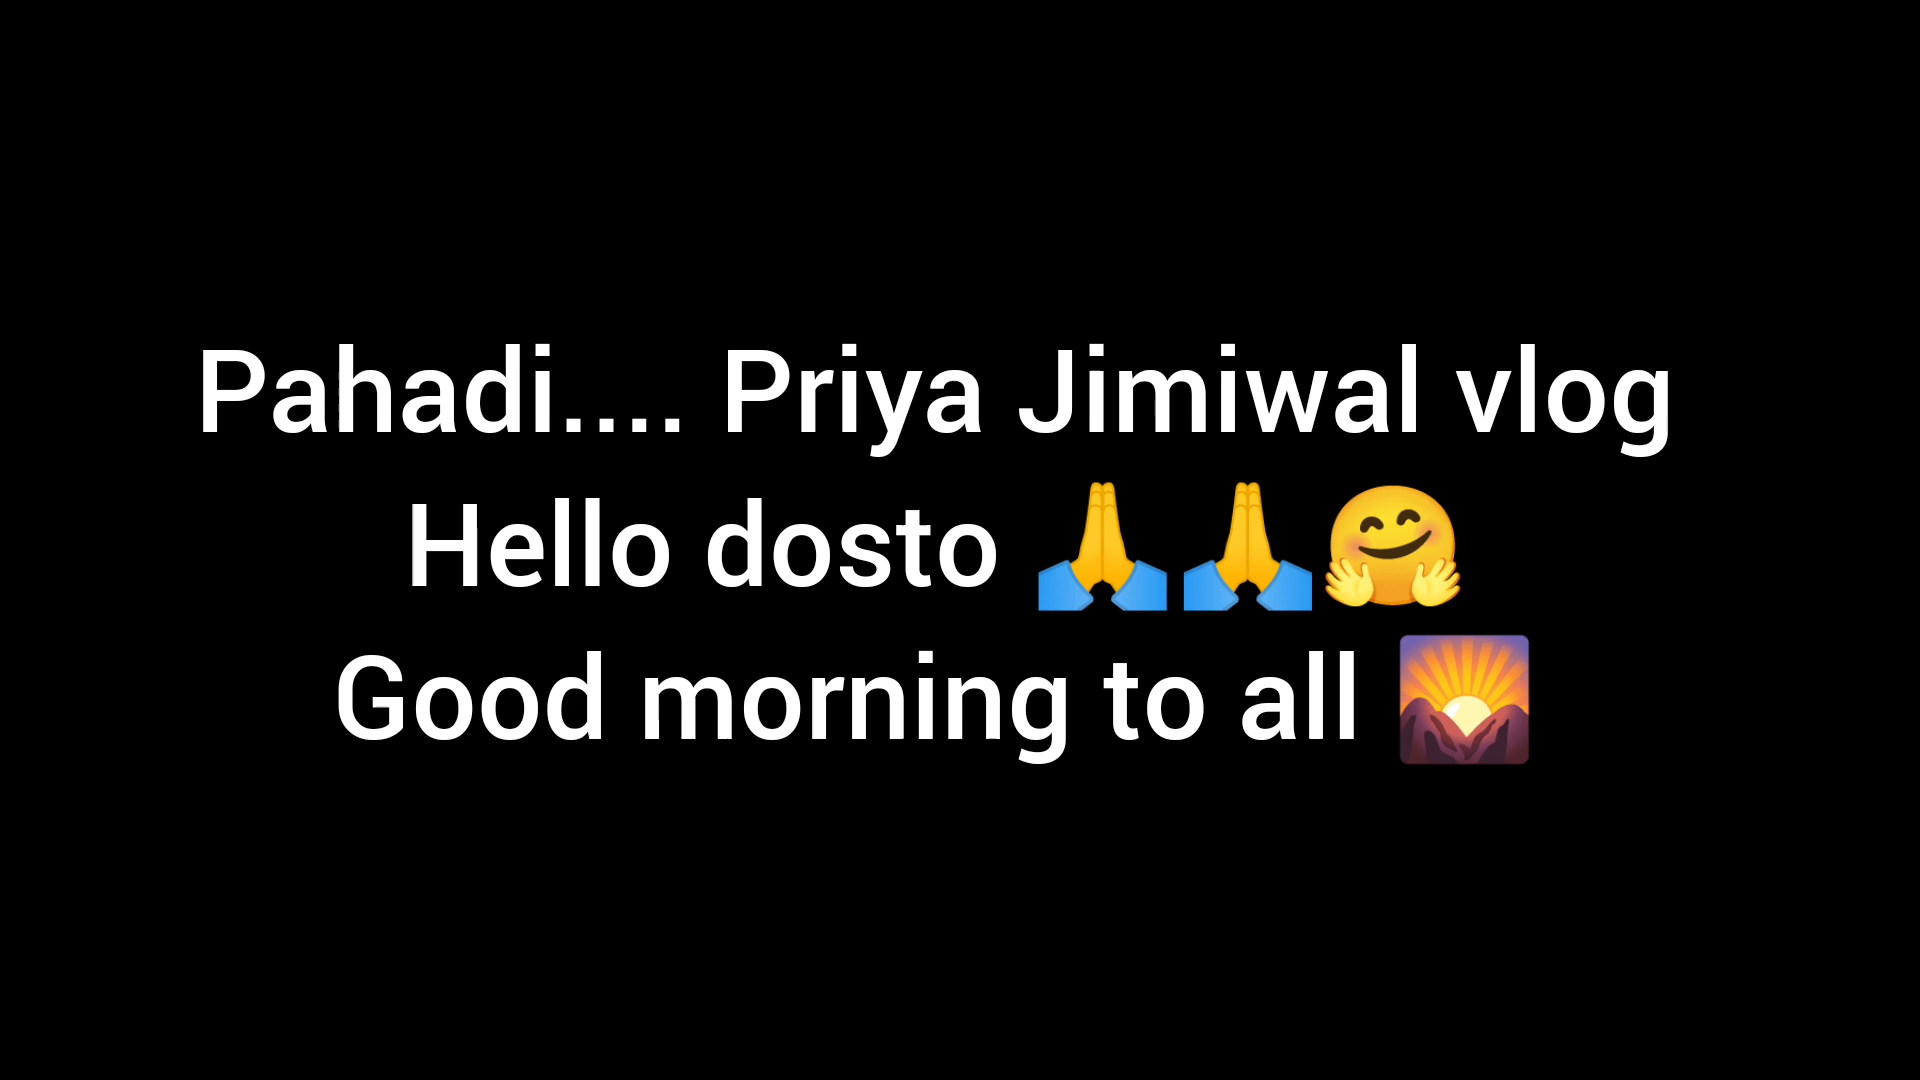 Pahadi.... Priya Jimiwal vlog
Hello dosto 🙏🙏🤗
Good morning to all 🌄